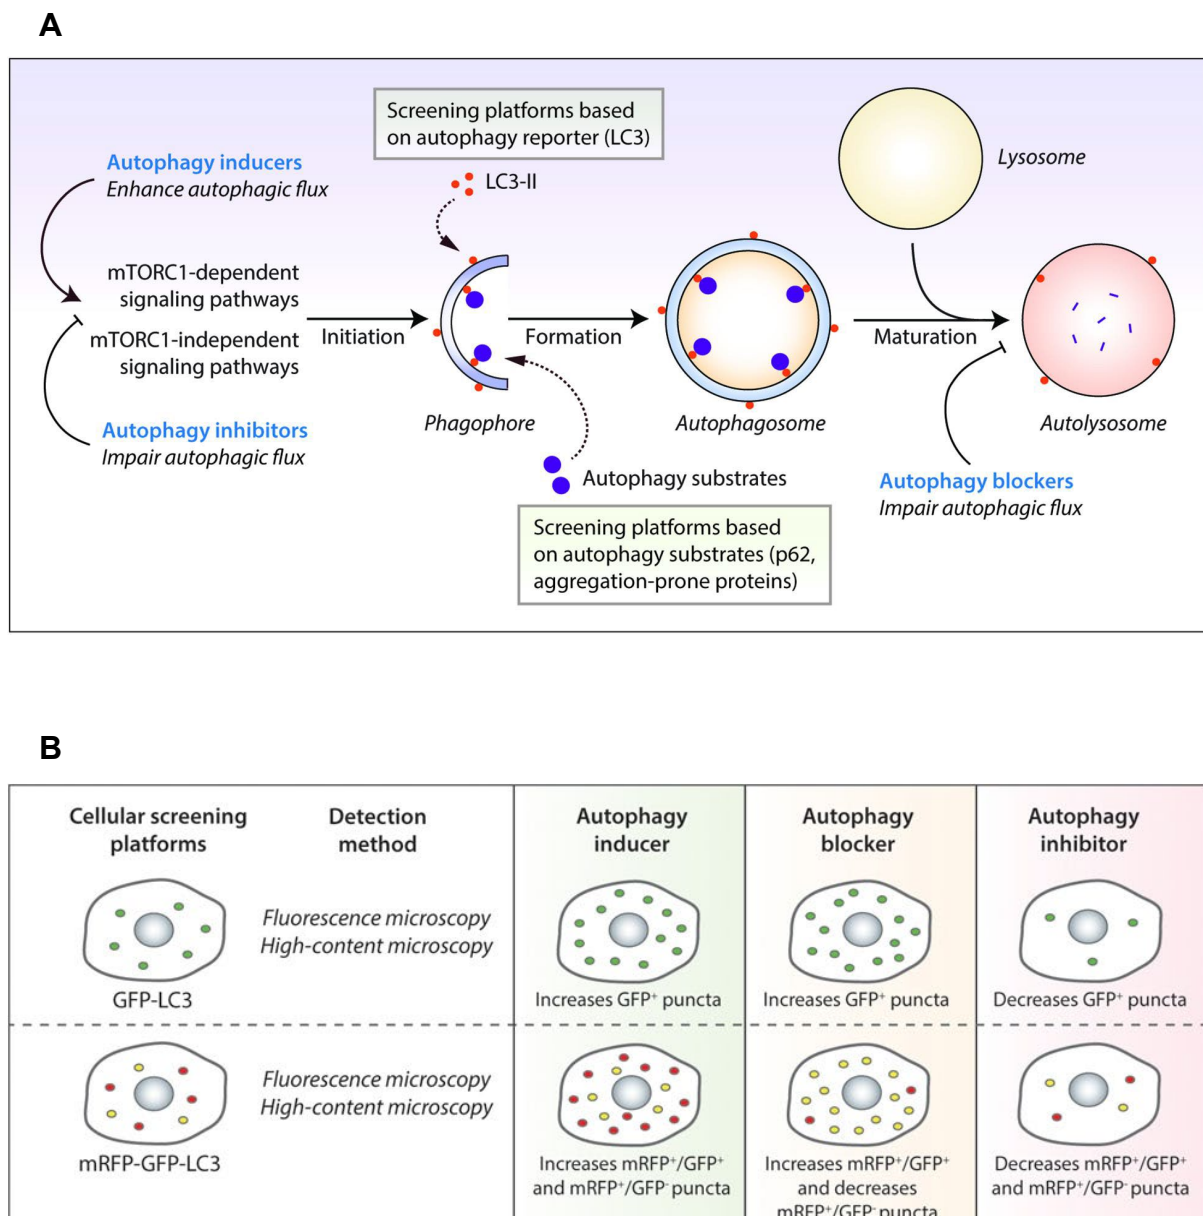 A
Screening platforms based
on autophagy reporter (LC3)
Lysosome
Autophagy inducers
Enhance autophagic flux
LC3-II
mTORC1-dependent
signaling pathways
mTORC1-independent
signaling pathways
Initiation
Formation
Maturation
Phagophore
Autophagosome
Autolysosome
Autophagy inhibitors
Impair autophagic flux
Autophagy substrates
Autophagy blockers
Impair autophagic flux
Screening platforms based
on autophagy substrates (p62,
aggregation-prone proteins)
B
Cellular screening
platforms
Detection
method
Autophagy
inducer
Autophagy
blocker
Autophagy
inhibitor
Fluorescence microscopy
High-content microscopy
GFP-LC3
Increases GFP⁺ puncta
Increases GFP⁺ puncta
Decreases GFP⁺ puncta
Fluorescence microscopy
High-content microscopy
mRFP-GFP-LC3
Increases mRFP⁺/GFP⁺
and mRFP⁺/GFP⁻ puncta
Increases mRFP⁺/GFP⁺
and decreases
mRFP⁺/GFP⁻ puncta
Decreases mRFP⁺/GFP⁺
and mRFP⁺/GFP⁻ puncta